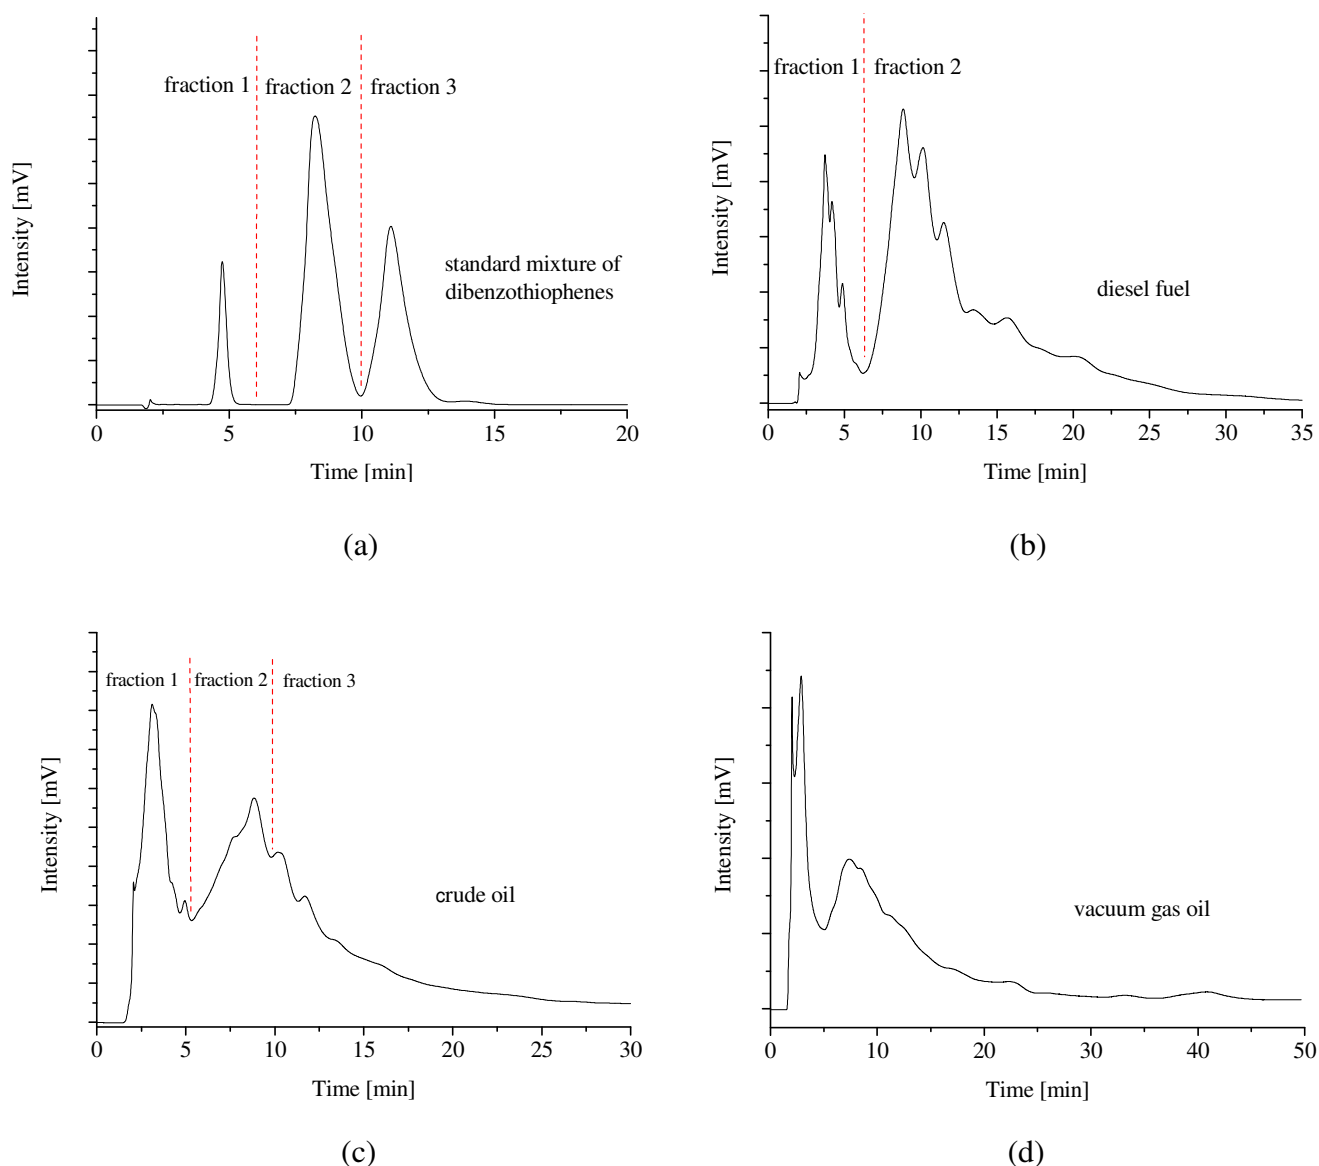 fraction 1
fraction 2
fraction 3
Intensity [mV]
standard mixture of
dibenzothiophenes
0 5 10 15 20
Time [min]
(a)
fraction 1 fraction 2
Intensity [mV]
diesel fuel
0 5 10 15 20 25 30 35
Time [min]
(b)
fraction 1
fraction 2
fraction 3
Intensity [mV]
crude oil
0 5 10 15 20 25 30
Time [min]
(c)
Intensity [mV]
vacuum gas oil
0 10 20 30 40 50
Time [min]
(d)